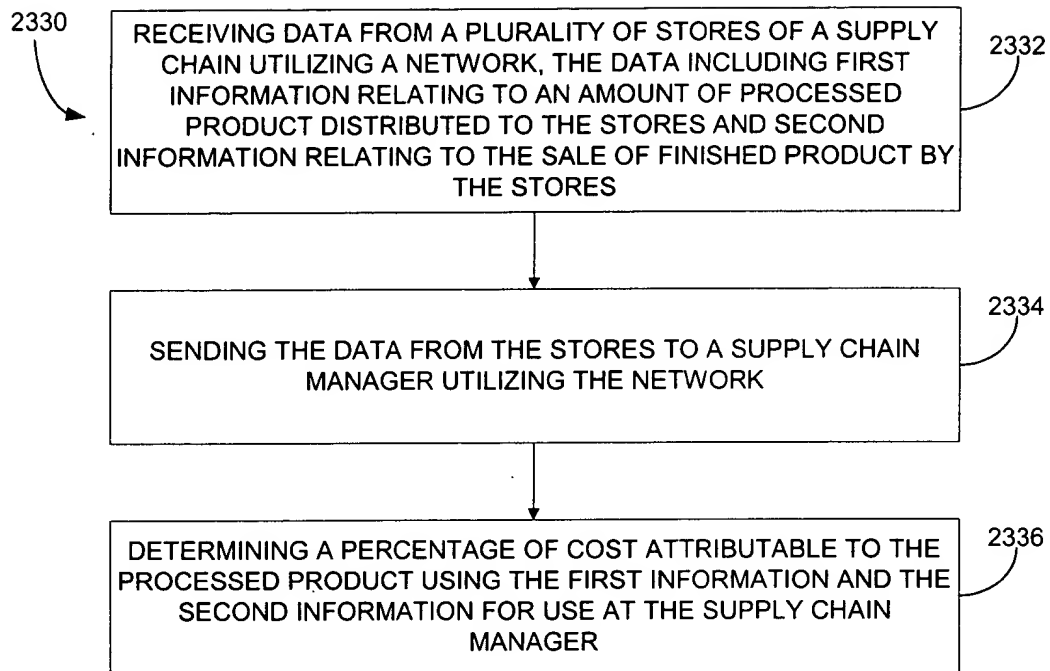 2330
RECEIVING DATA FROM A PLURALITY OF STORES OF A SUPPLY
CHAIN UTILIZING A NETWORK, THE DATA INCLUDING FIRST
INFORMATION RELATING TO AN AMOUNT OF PROCESSED
PRODUCT DISTRIBUTED TO THE STORES AND SECOND
INFORMATION RELATING TO THE SALE OF FINISHED PRODUCT BY
THE STORES
2332
SENDING THE DATA FROM THE STORES TO A SUPPLY CHAIN
MANAGER UTILIZING THE NETWORK
2334
DETERMINING A PERCENTAGE OF COST ATTRIBUTABLE TO THE
PROCESSED PRODUCT USING THE FIRST INFORMATION AND THE
SECOND INFORMATION FOR USE AT THE SUPPLY CHAIN
MANAGER
2336